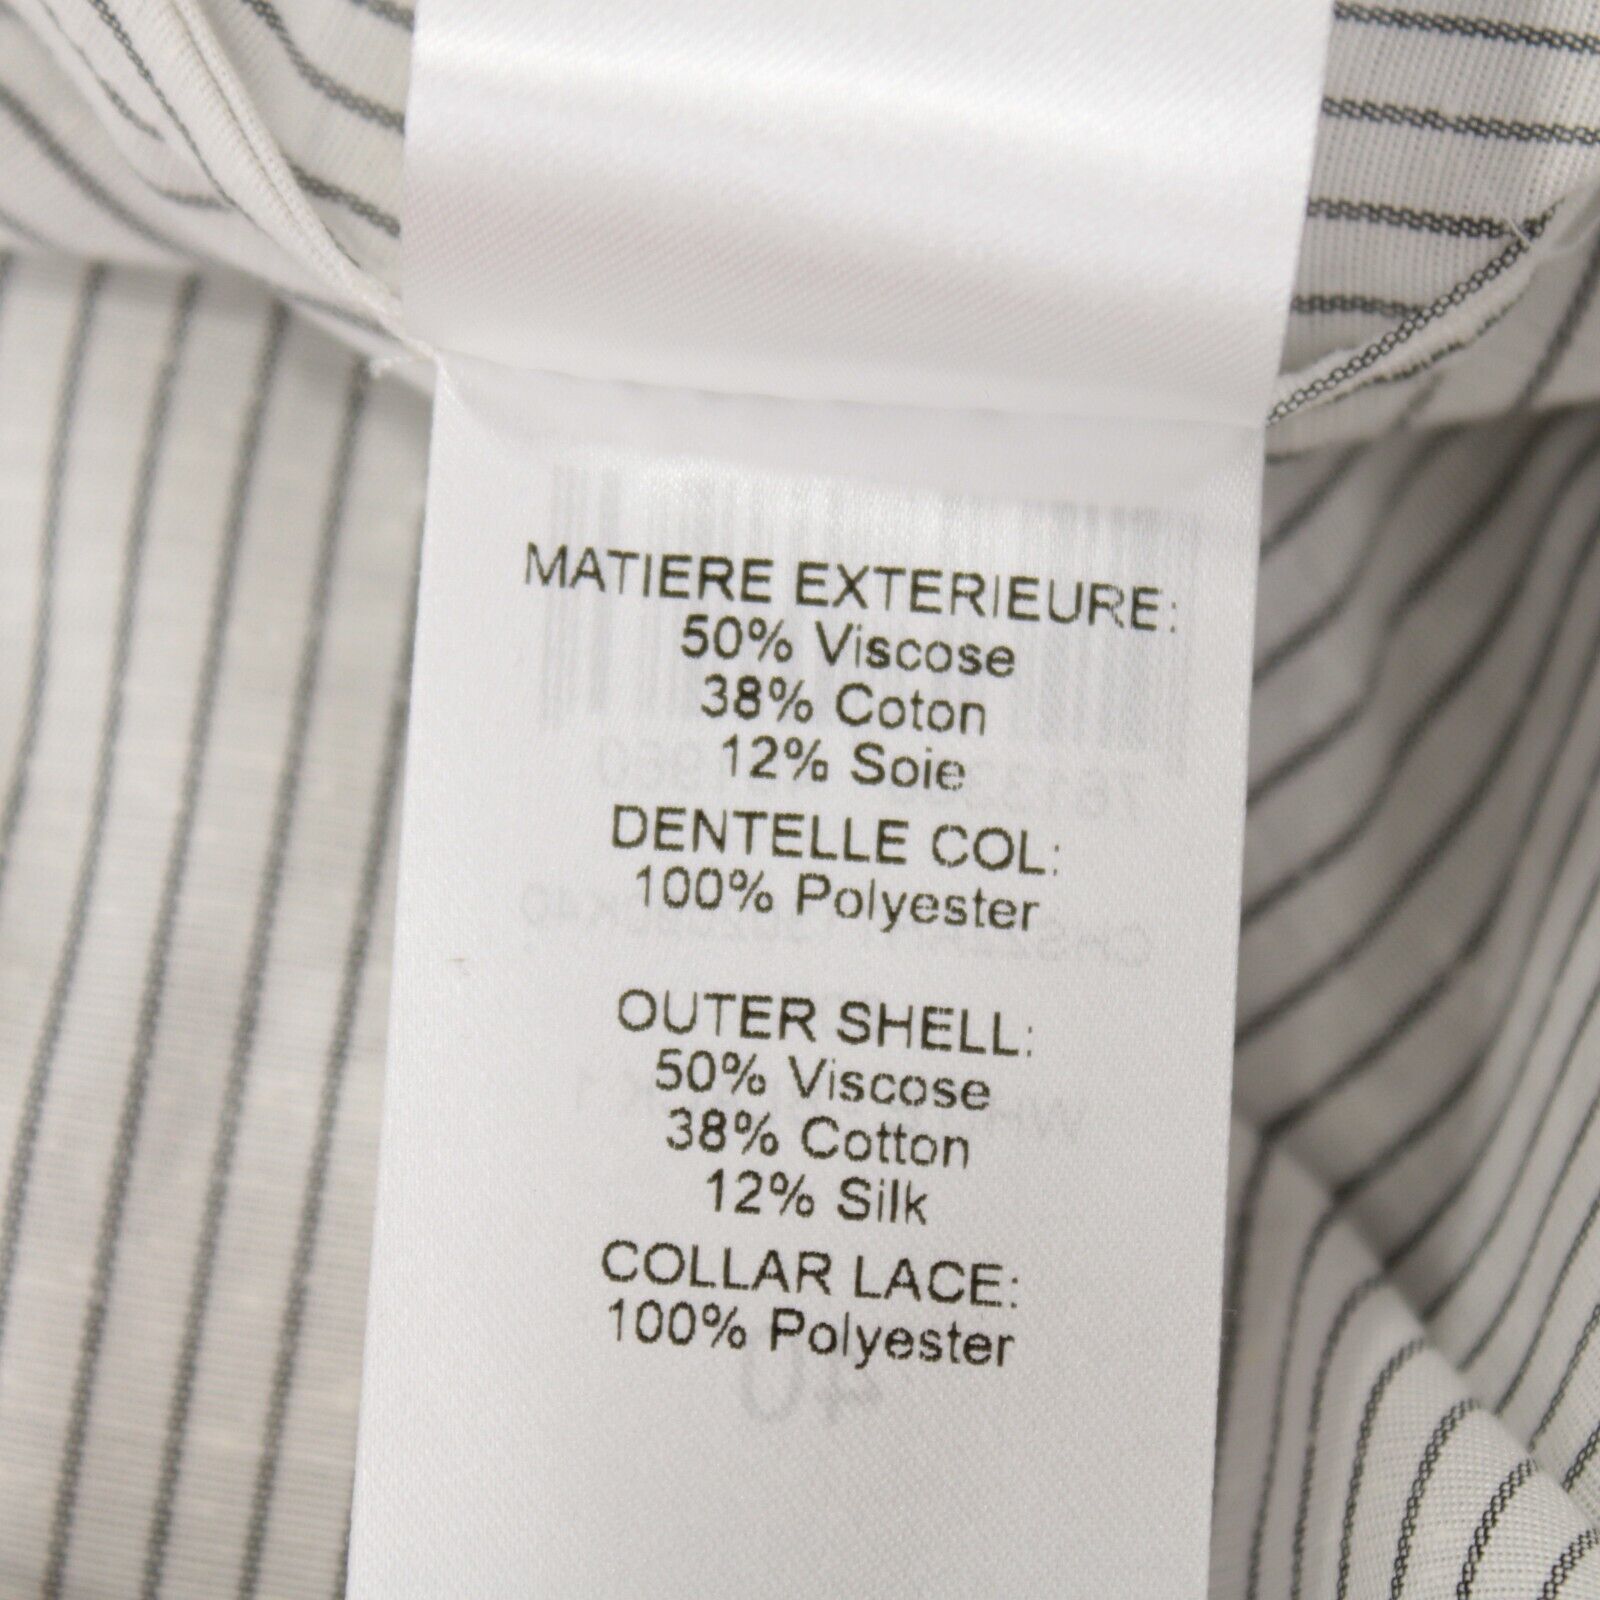 MATIERE EXTERIEURE:
50% Viscose
38% Coton
12% Soie
DENTELLE COL:
100% Polyester
OUTER SHELL:
50% Viscose
38% Cotton
12% Silk
COLLAR LACE:
100% Polyester
40